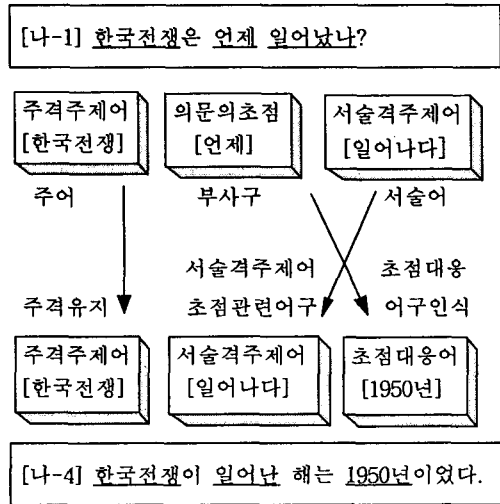 [나-1] 한국전쟁은 언제 일어났나?
주격주제어 의문의초점 서술격주제어
[한국전쟁] [언제] [일어나다]
주어 부사구 서술어
서술격주제어 초점대응
주격유지 초점관련어구 어구인식
주격주제어 서술격주제어 초점대응어
[한국전쟁] [일어나다] [1950년]
[나-4] 한국전쟁이 일어난 해는 1950년이었다.